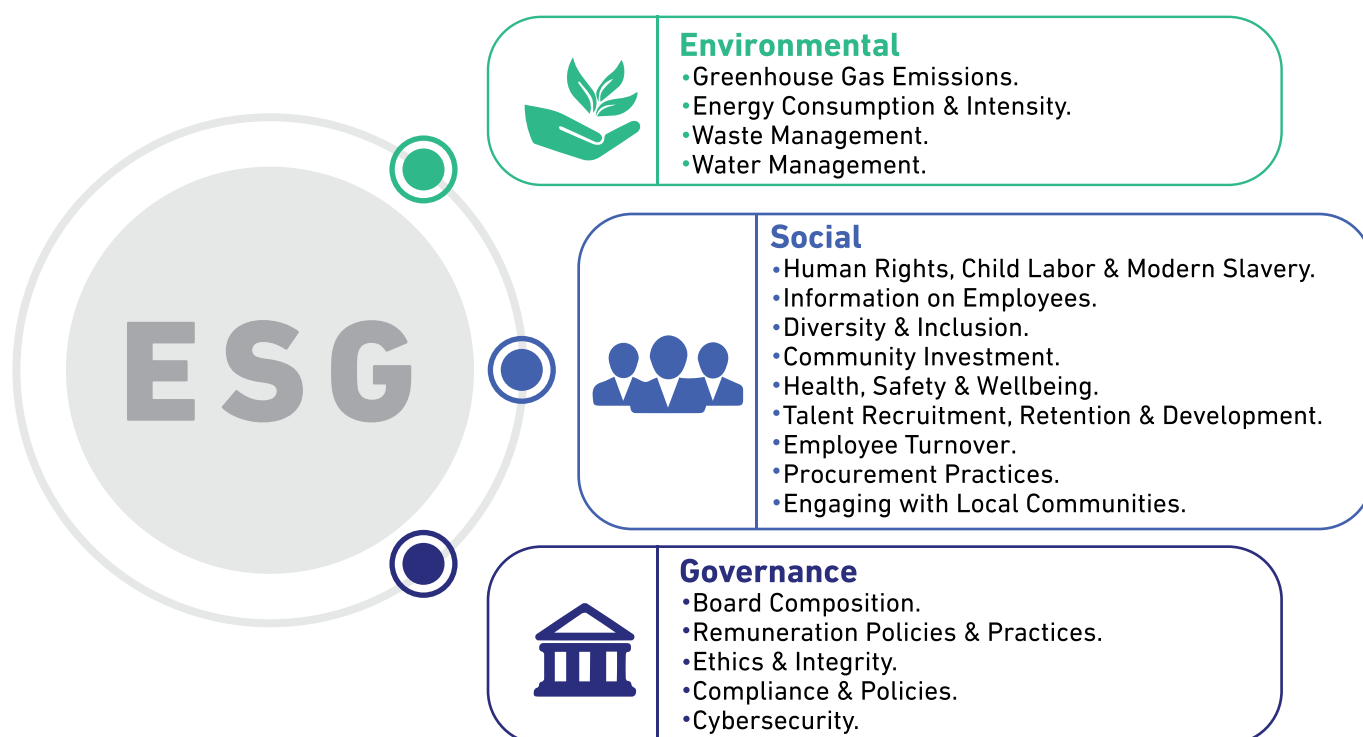 ESG
Environmental
•Greenhouse Gas Emissions.
•Energy Consumption & Intensity.
•Waste Management.
•Water Management.
Social
•Human Rights, Child Labor & Modern Slavery.
•Information on Employees.
•Diversity & Inclusion.
•Community Investment.
•Health, Safety & Wellbeing.
•Talent Recruitment, Retention & Development.
•Employee Turnover.
•Procurement Practices.
•Engaging with Local Communities.
Governance
•Board Composition.
•Remuneration Policies & Practices.
•Ethics & Integrity.
•Compliance & Policies.
•Cybersecurity.